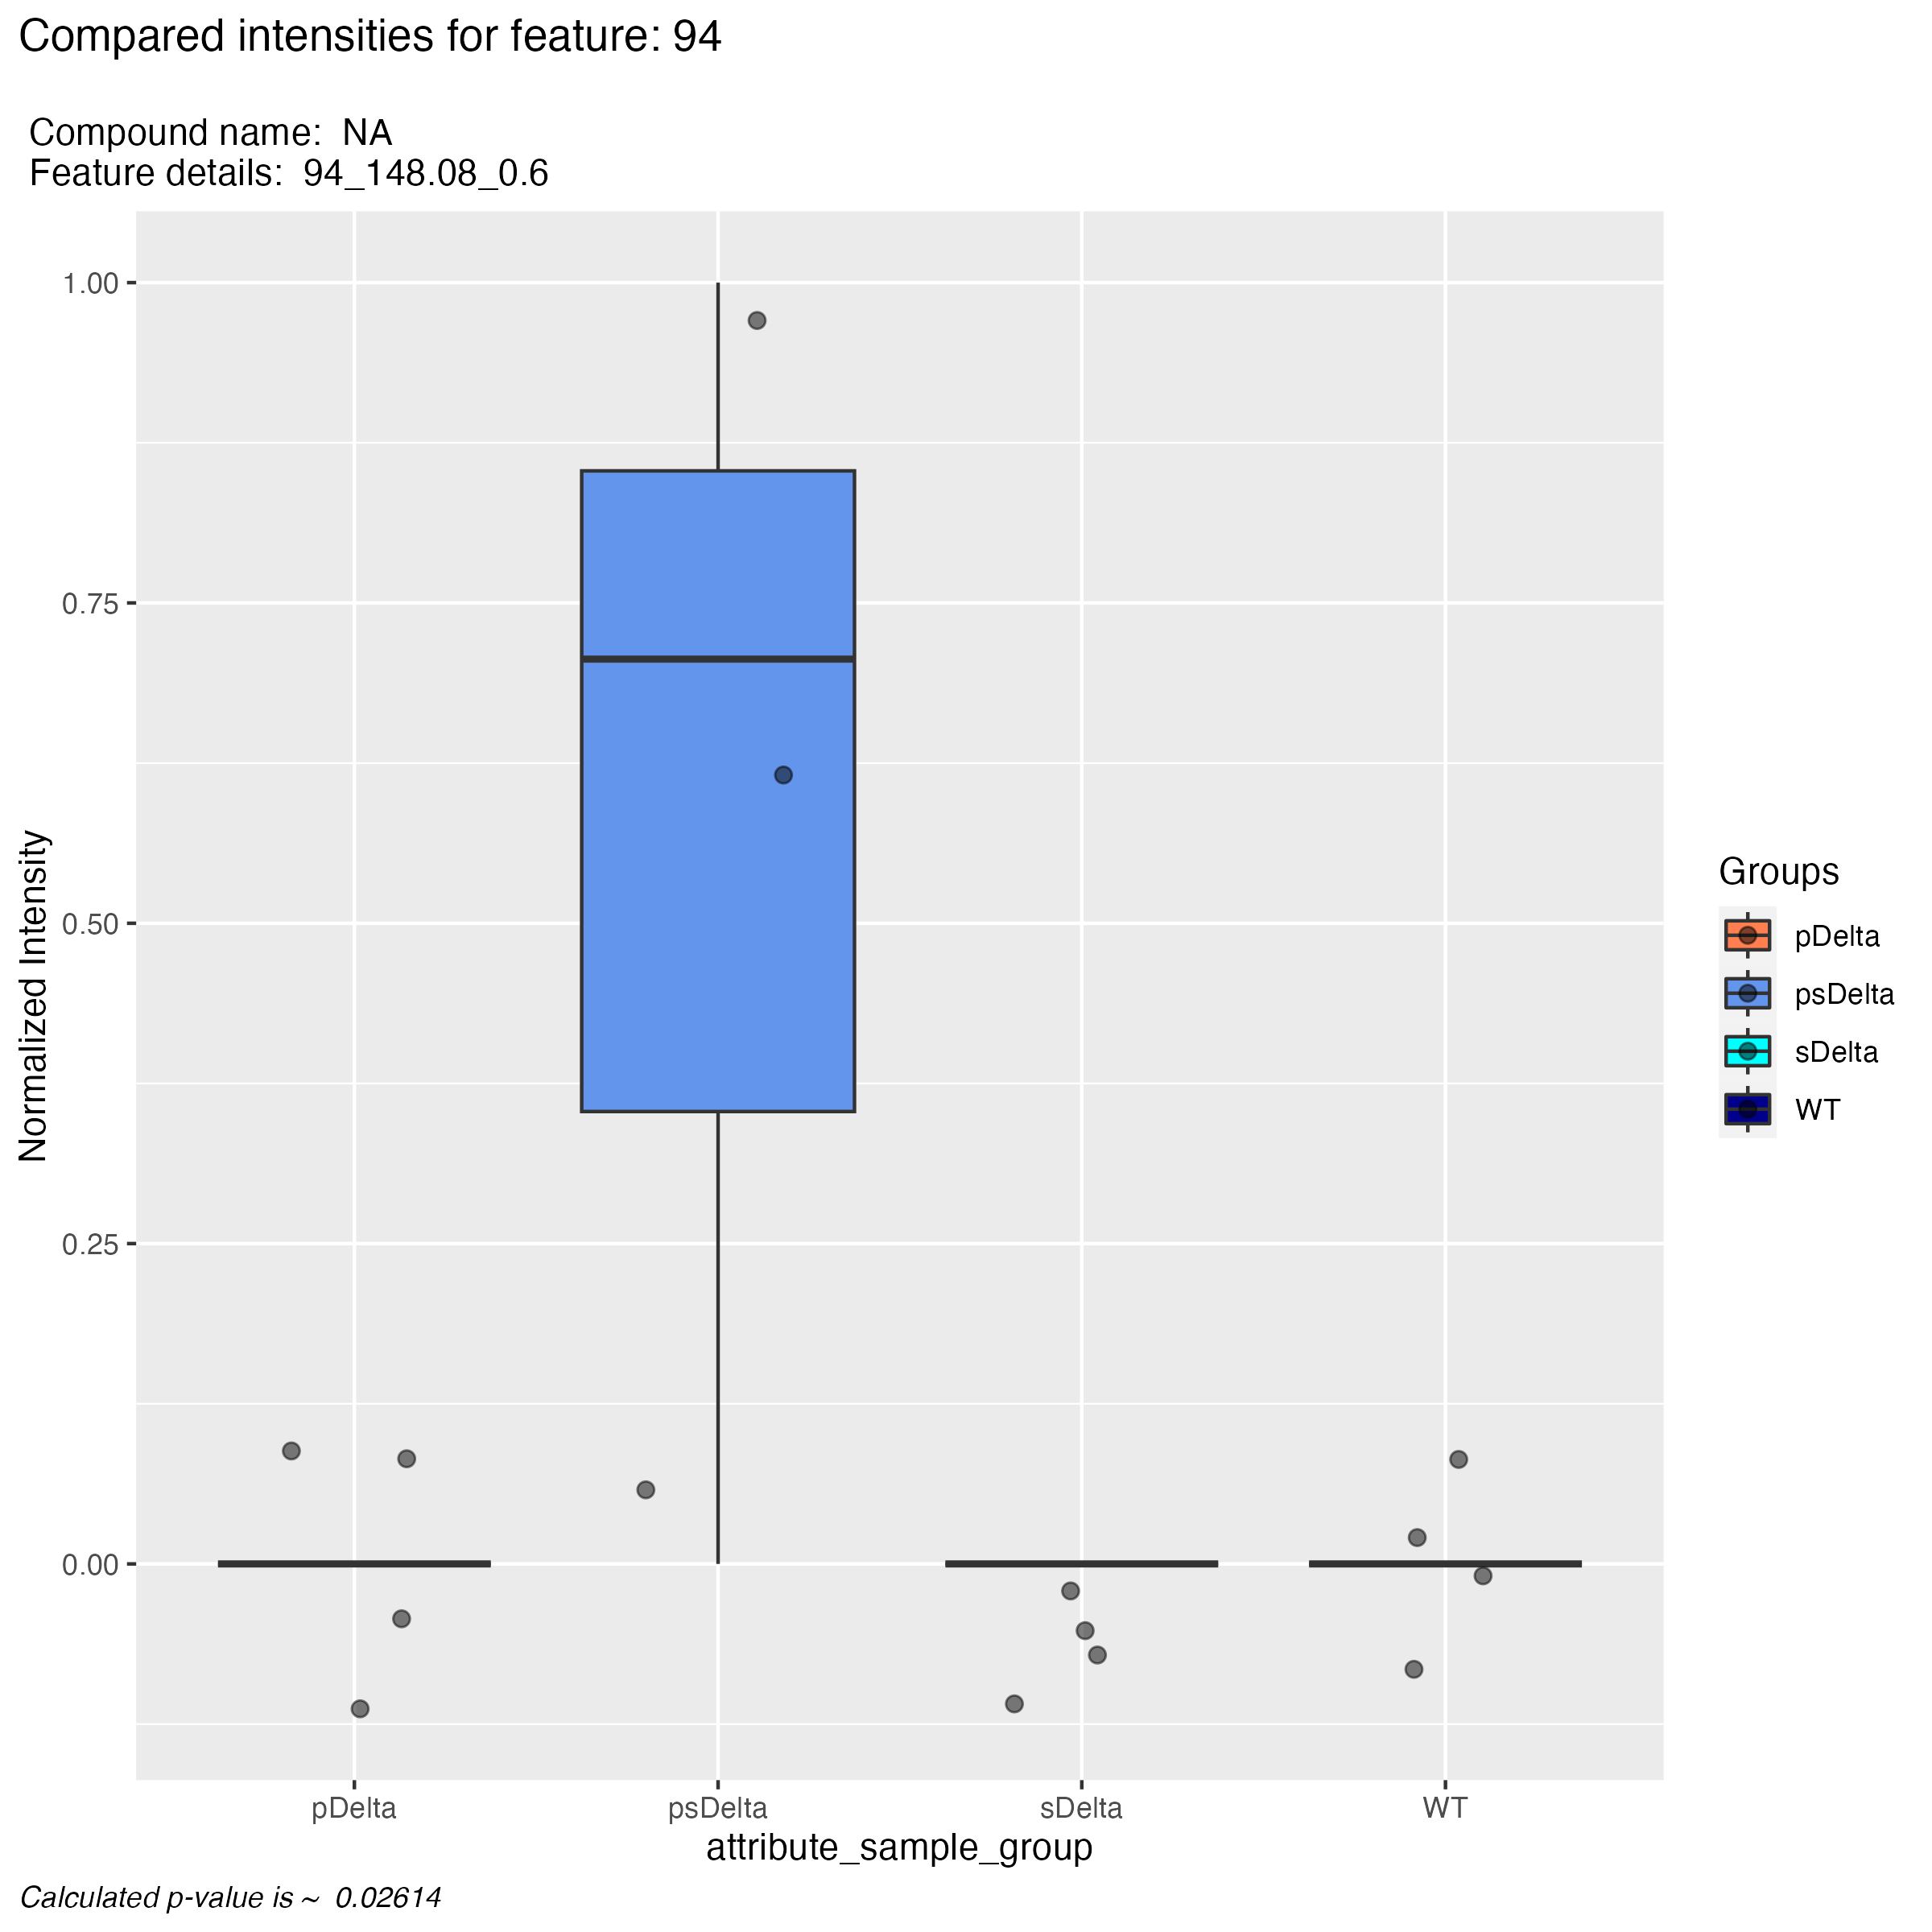 Compared intensities for feature: 94
Compound name:  NA
Feature details:  94_148.08_0.6
1.00
0.75
0.50
0.25
0.00
Normalized Intensity
pDelta
psDelta
sDelta
WT
attribute_sample_group
Groups
pDelta
psDelta
sDelta
WT
Calculated p-value is ~  0.02614